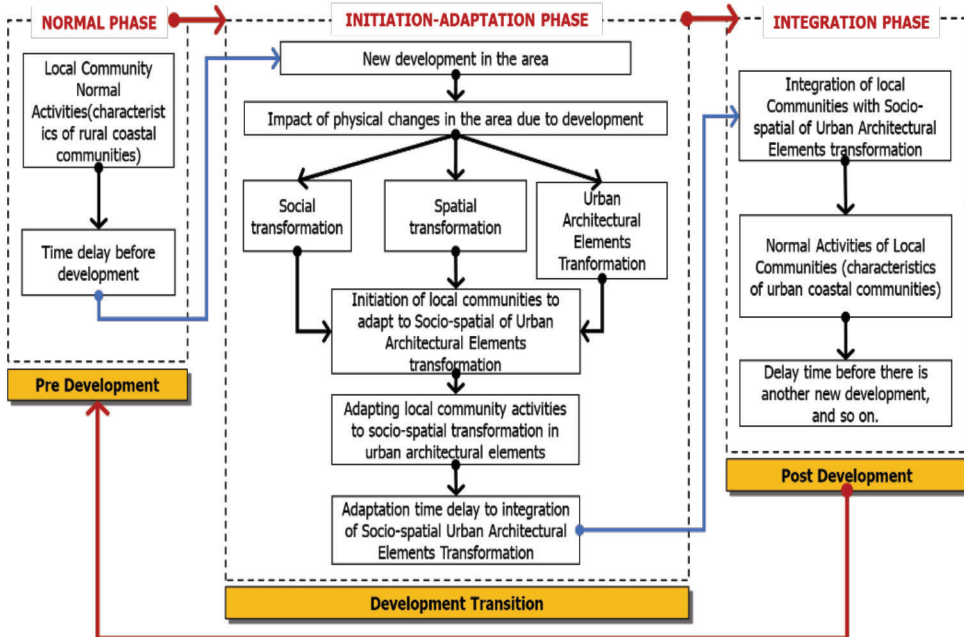 NORMAL PHASE
Local Community
Normal
Activities(characterist
ics of rural coastal
communities)
Time delay before
development
Pre Development
INITIATION-ADAPTATION PHASE
New development in the area
Impact of physical changes in the area due to development
Social
transformation
Spatial
transformation
Urban
Architectural
Elements
Tranformation
Initiation of local communities to
adapt to Socio-spatial of Urban
Architectural Elements
transformation
Adapting local community activities
to socio-spatial transformation in
urban architectural elements
Adaptation time delay to integration
of Socio-spatial Urban Architectural
Elements Transformation
Development Transition
INTEGRATION PHASE
Integration of local
Communities with Socio-
spatial of Urban Architectural
Elements transformation
Normal Activities of Local
Communities (characteristics
of urban coastal communities)
Delay time before there is
another new development,
and so on.
Post Development